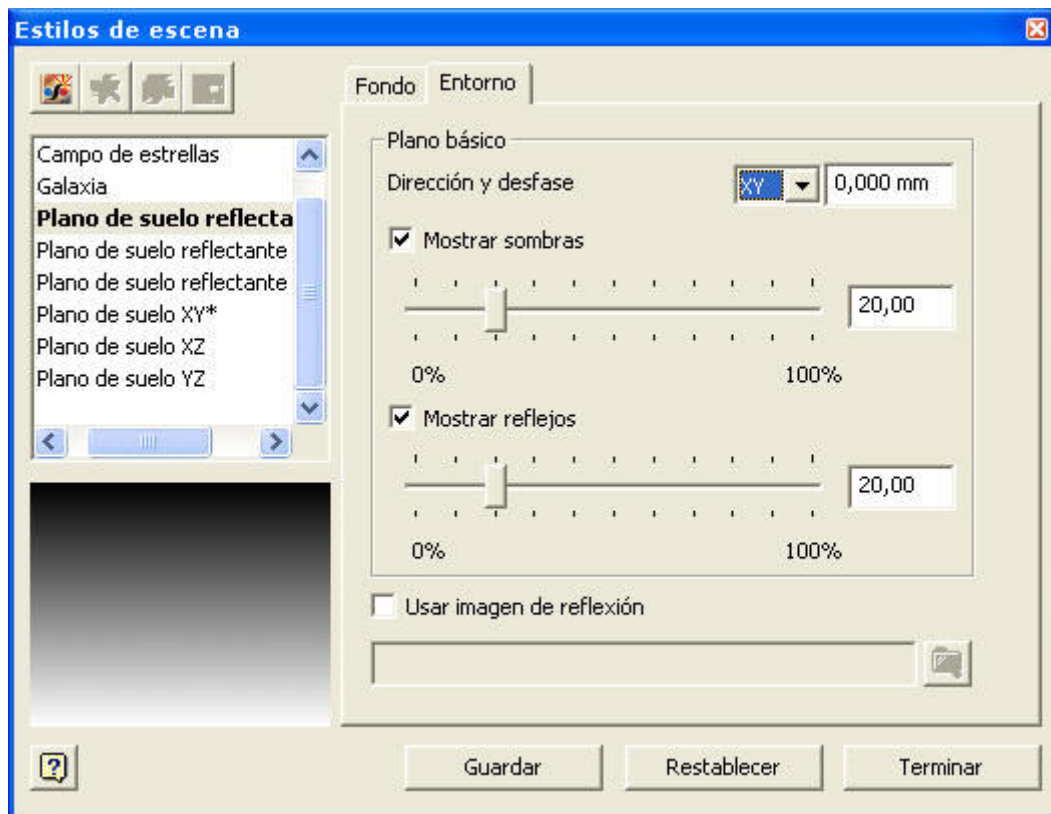 Estilos de escena
Fondo
Entorno
Campo de estrellas
Galaxia
Plano de suelo reflecta
Plano de suelo reflectante
Plano de suelo reflectante
Plano de suelo XY*
Plano de suelo XZ
Plano de suelo YZ
Plano básico
Dirección y desfase
XY
0,000 mm
Mostrar sombras
20,00
0%
100%
Mostrar reflejos
20,00
0%
100%
Usar imagen de reflexión
?
Guardar
Restablecer
Terminar